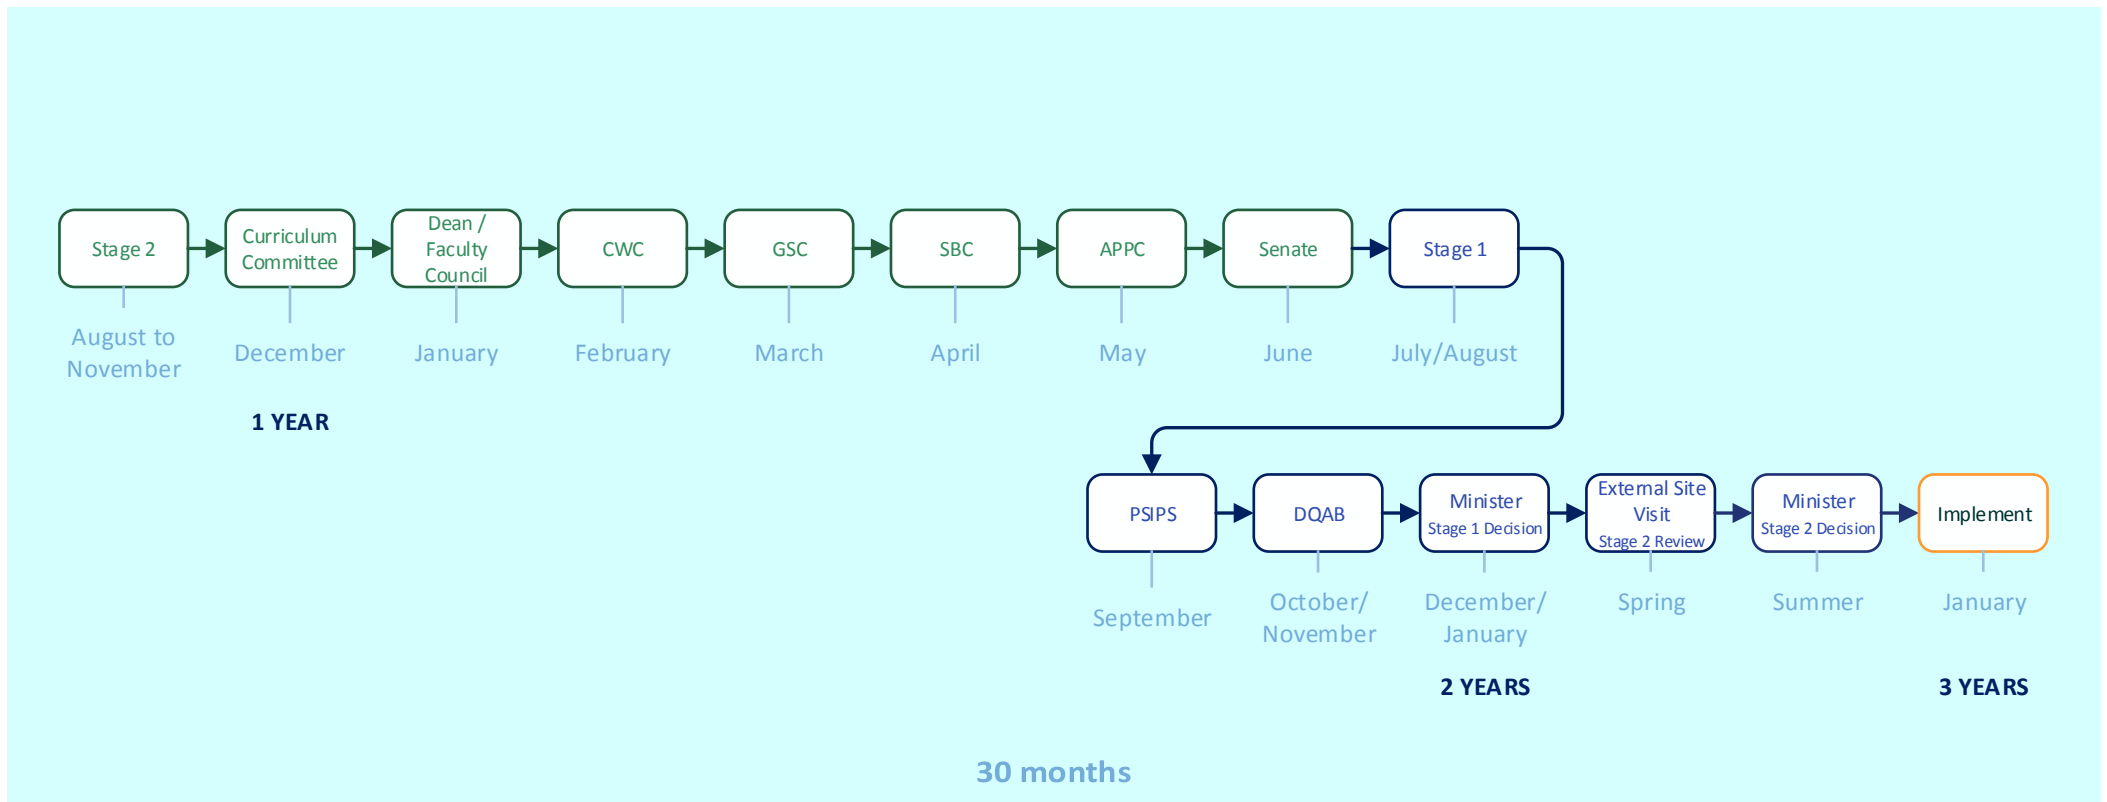 Stage 2
Curriculum
Committee
Dean /
Faculty
Council
CWC
GSC
SBC
APPC
Senate
Stage 1
August to
November
December
January
February
March
April
May
June
July/August
1 YEAR
PSIPS
DQAB
Minister
Stage 1 Decision
External Site
Visit
Stage 2 Review
Minister
Stage 2 Decision
Implement
September
October/
November
December/
January
Spring
Summer
January
2 YEARS
3 YEARS
30 months